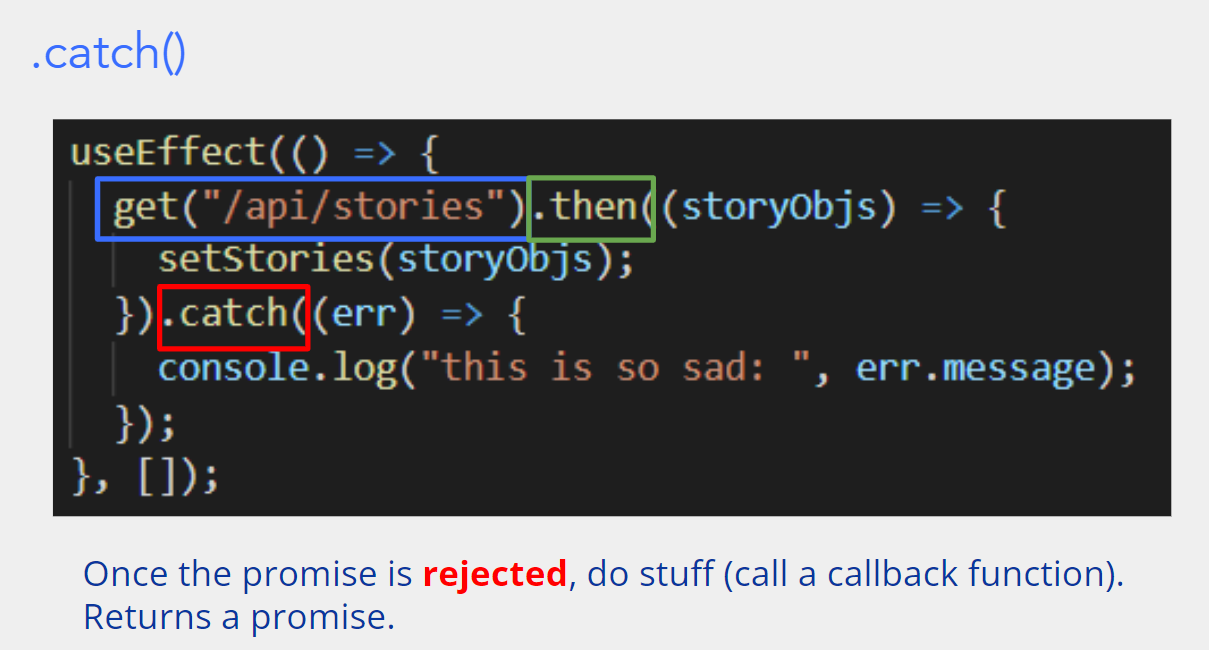 .catch()
useEffect(() => {
get("/api/stories").then((storyObjs) => {
setStories(storyObjs);
}).catch((err) => {
console.log("this is so sad: ", err.message);
});
}, []);
Once the promise is rejected, do stuff (call a callback function).
Returns a promise.